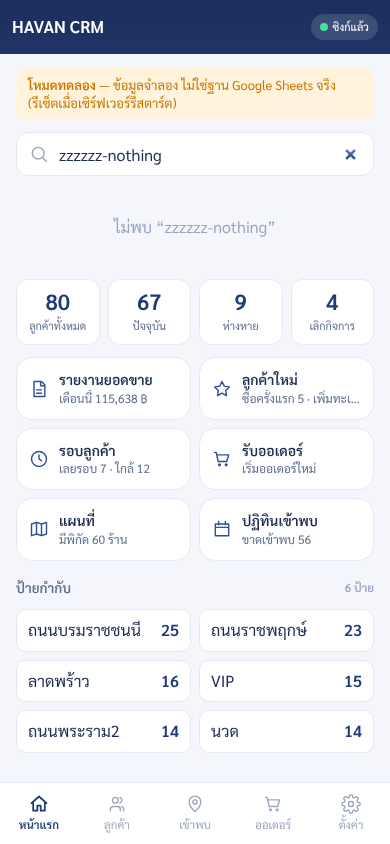 HAVAN CRM
ซิงก์แล้ว
โหมดทดลอง — ข้อมูลจำลอง ไม่ใช่ฐาน Google Sheets จริง
(รีเซ็ตเมื่อเซิร์ฟเวอร์รีสตาร์ต)
zzzzzz-nothing
ไม่พบ “zzzzzz-nothing”
80
ลูกค้าทั้งหมด
67
ปัจจุบัน
9
ห่างหาย
4
เลิกกิจการ
รายงานยอดขาย
เดือนนี้ 115,638 ฿
ลูกค้าใหม่
ซื้อครั้งแรก 5 · เพิ่มทะเ...
รอบลูกค้า
เลยรอบ 7 · ใกล้ 12
รับออเดอร์
เริ่มออเดอร์ใหม่
แผนที่
มีพิกัด 60 ร้าน
ปฏิทินเข้าพบ
ขาดเข้าพบ 56
ป้ายกำกับ
6 ป้าย
ถนนบรมราชชนนี 25
ถนนราชพฤกษ์ 23
ลาดพร้าว 16
VIP 15
ถนนพระราม2 14
นวด 14
หน้าแรก
ลูกค้า
เข้าพบ
ออเดอร์
ตั้งค่า